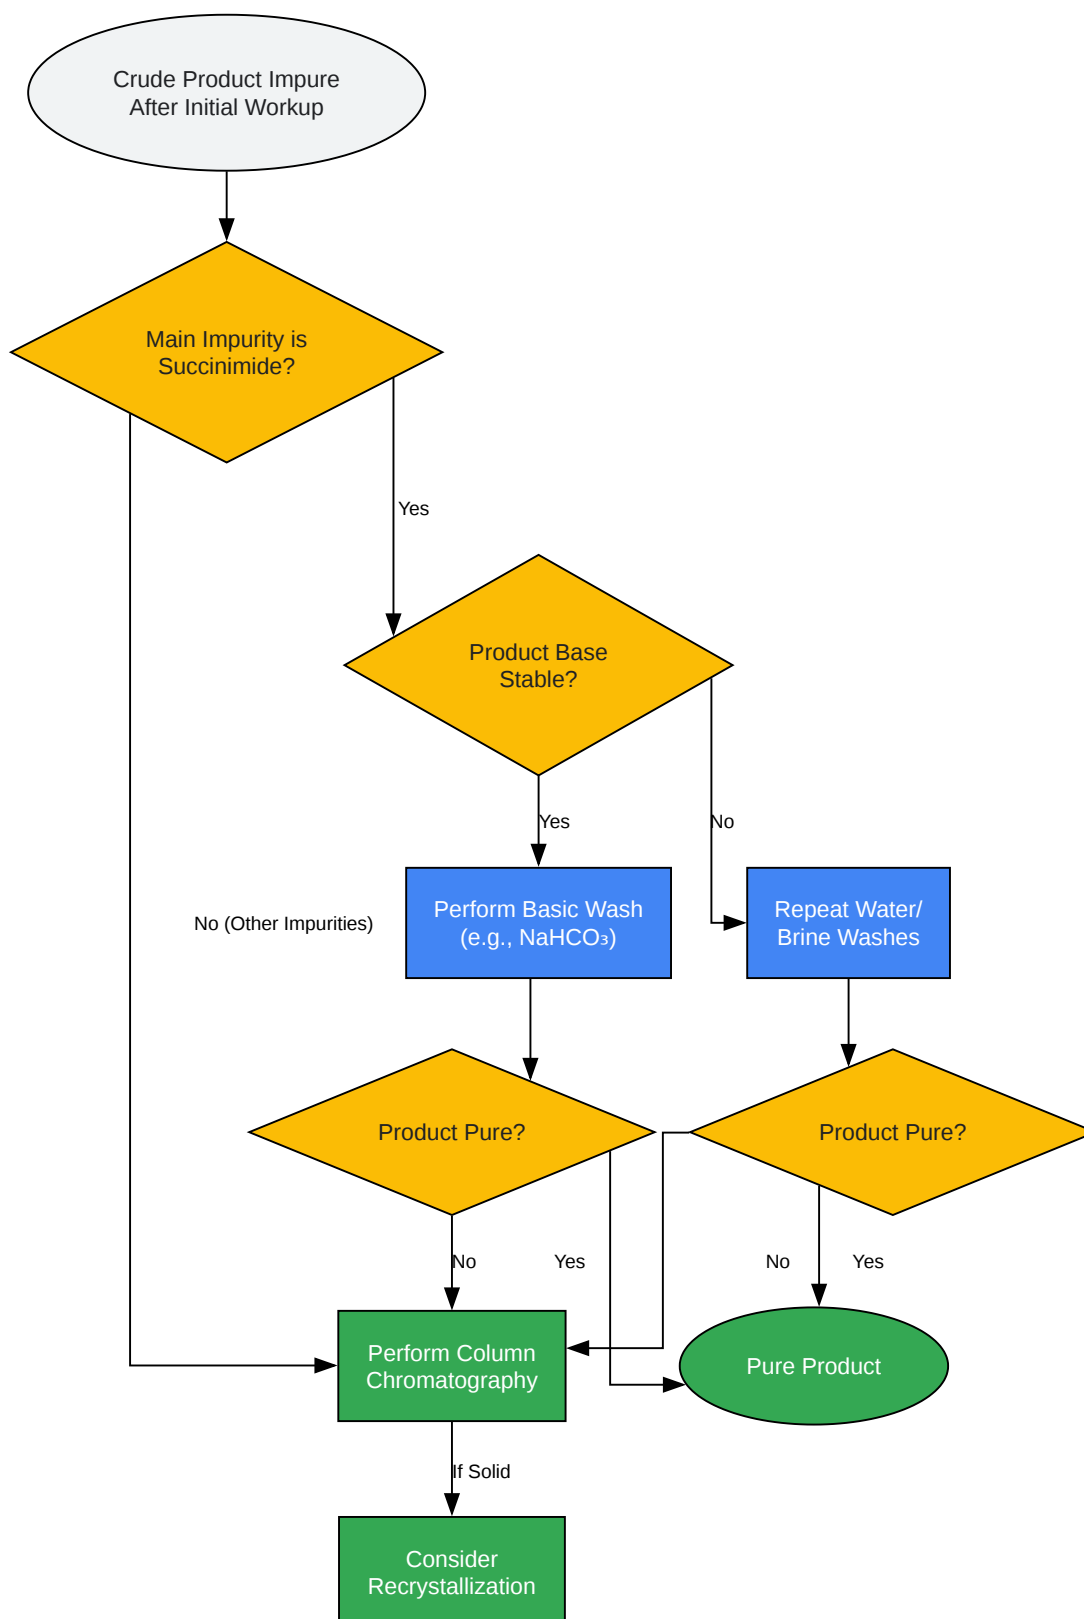 Crude Product Impure
After Initial Workup
Main Impurity is
Succinimide?
Yes
Product Base
Stable?
Yes
No
No (Other Impurities)
Perform Basic Wash
(e.g., NaHCO₃)
Repeat Water/
Brine Washes
Product Pure?
Product Pure?
No
Yes
No
Yes
Perform Column
Chromatography
Pure Product
If Solid
Consider
Recrystallization